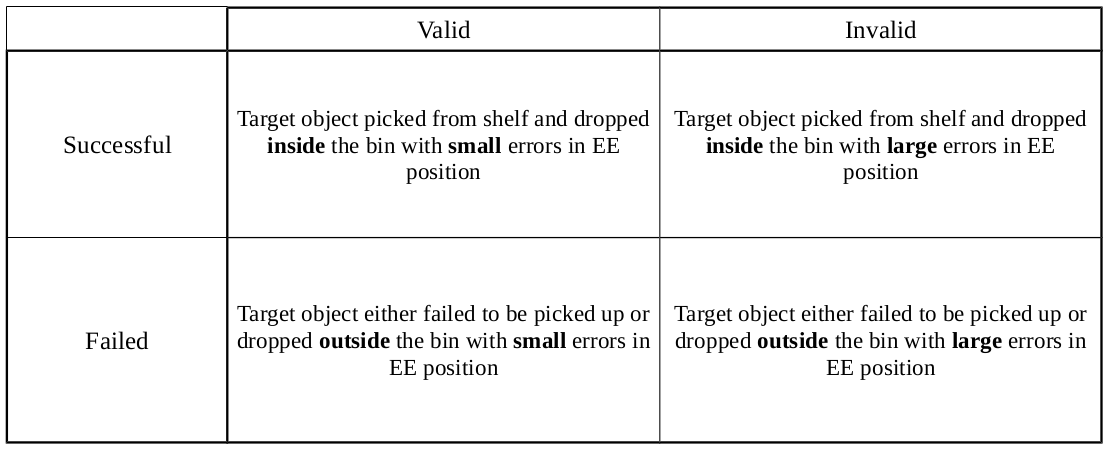 Valid
Invalid
Successful
Target object picked from shelf and dropped
inside the bin with small errors in EE
position
Target object picked from shelf and dropped
inside the bin with large errors in EE
position
Failed
Target object either failed to be picked up or
dropped outside the bin with small errors in
EE position
Target object either failed to be picked up or
dropped outside the bin with large errors in
EE position